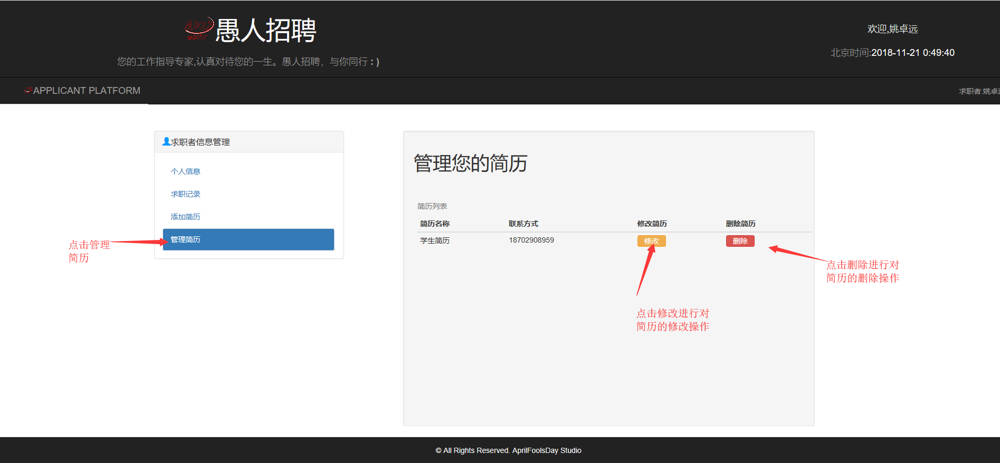 愚人招聘
您的工作指导专家,认真对待您的一生。愚人招聘，与你同行 : )
欢迎,姚卓远
北京时间:2018-11-21 0:49:40
APPLICANT PLATFORM
求职者:姚卓
求职者信息管理
个人信息
求职记录
添加简历
管理简历
点击管理
简历
管理您的简历
简历列表
简历名称 联系方式 修改简历 删除简历
学生简历 18702908959 修改 删除
点击删除进行对
简历的删除操作
点击修改进行对
简历的修改操作
© All Rights Reserved. AprilFoolsDay Studio